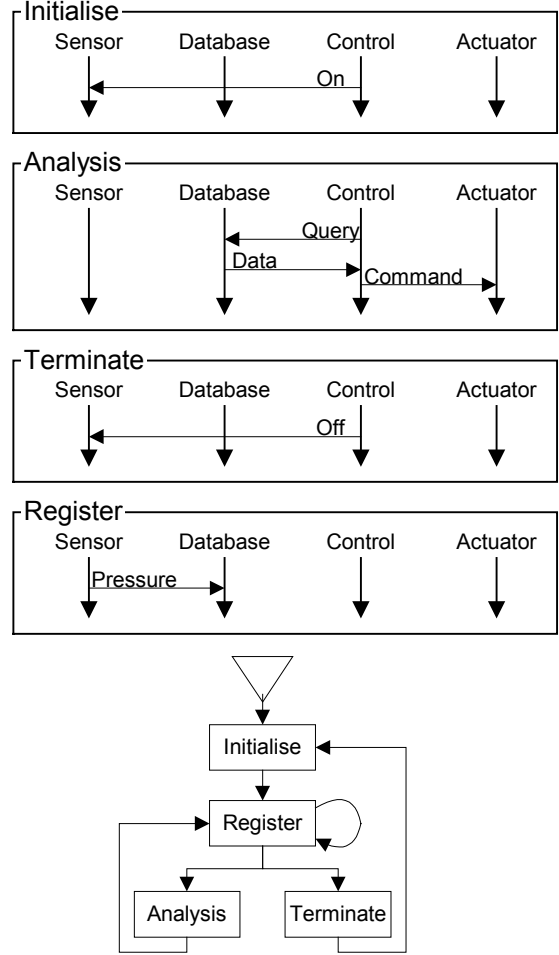 Initialise
Sensor Database Control Actuator
On
Analysis
Sensor Database Control Actuator
Query
Data
Command
Terminate
Sensor Database Control Actuator
Off
Register
Sensor Database Control Actuator
Pressure
Initialise
Register
Analysis Terminate